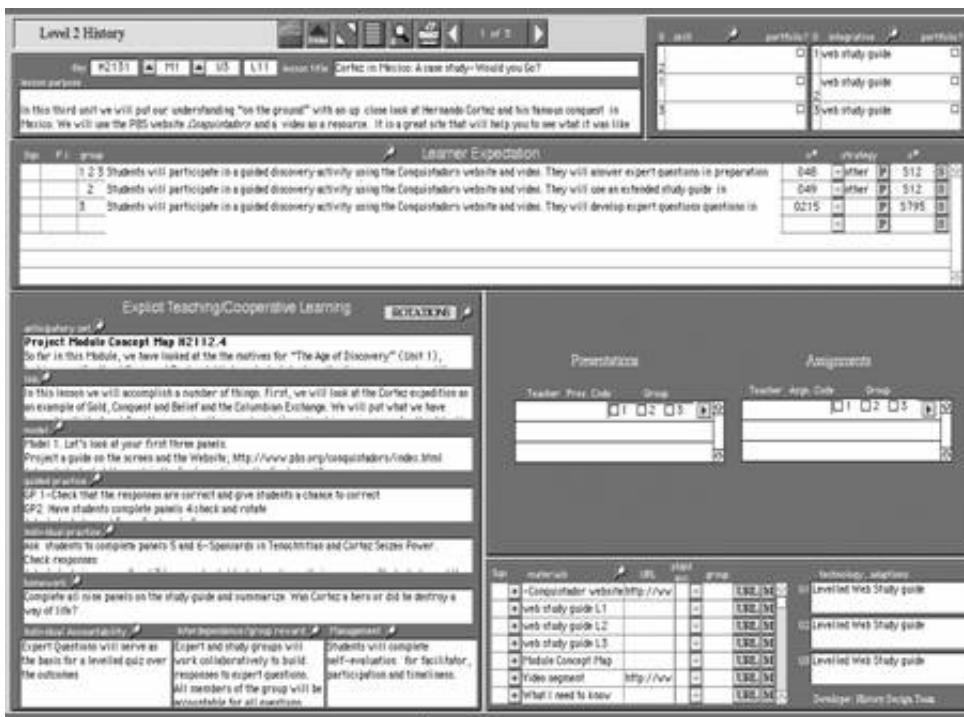 Level 2 History
1 of 3
skill portfolio? integrative portfolio?
1 web study guide
web study guide
3 web study guide
H2131 M1 U3 L11 lesson title Cortez in Mexico: A case study-Would you Go?
lesson purpose
In this third unit we will put our understanding "on the ground" with an up close look at Hernando Cortez and his famous conquest in
Mexico. We will use the PBS website ,Conquistadors and a video as a resource. It is a great site that will help you to see what it was like
Learner Expectation
group strategy
1 2 3 Students will participate in a guided discovery activity using the Conquistadors website and video. They will answer expert questions in preparation 048 other P 512
2 Students will participate in a guided discovery activity using the Conquistadors website and video. They will use an extended study guide in 049 other P 512
3 Students will participate in a guided discovery activity using the Conquistadors website and video. They will develop expert questions questions in 0215 P 5795
P
Explict Teaching/Cooperative Learning
ROTATIONS
anticipatory set
Project Module Concept Map H2112.4
So far in this Module, we have looked at the the motives for "The Age of Discovery" (Unit 1),
In this lesson we will accomplish a number of things. First, we will look at the Cortez expedition as
an example of Gold, Conquest and Belief and the Columbian Exchange. We will put what we have
model
Model 1. Let's look at your first three panels.
Project a guide on the screen and the Website; http://www.pbs.org/conquistadors/index.html
guided practice
GP 1-Check that the responses are correct and give students a chance to correct
GP2 Have students complete panels 4:check and rotate
individual practice
Ask students to complete panels 5 and 6-Spaniards in Tenochtitlan and Cortez Seizes Power.
Check responses
homework
Complete all nine panels on the study guide and summarize. Was Cortez a hero or did he destroy a
way of life?
Individual Accountability
Expert Questions will serve as
the basis for a levelled quiz over
the outcomes
Interdependence/group reward
Expert and study groups will
work collaboratively to build
responses to expert questions.
All members of the group will be
accountable for all questions
Management
Students will complete
self-evaluation for facilitator,
participation and timeliness.
Presentations
Teacher Pres. Code Group
1 2 3
Assignments
Teacher Appr. Code Group
1 2 3
materials URL group
-Conquistador website http://ww URL M
web study guide L1 URL M
web study guide L2 URL M
web study guide L3 URL M
Module Concept Map URL M
Video segment http://ww URL M
What I need to know URL M
technology adaptions
Levelled Web Study guide
Levelled Web Study guide
Levelled Web Study guide
Developer: History Design Team